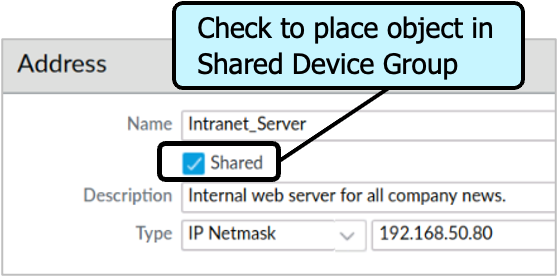 Check to place object in
Shared Device Group
Address
Name Intranet_Server
Shared
Description Internal web server for all company news.
Type IP Netmask 192.168.50.80